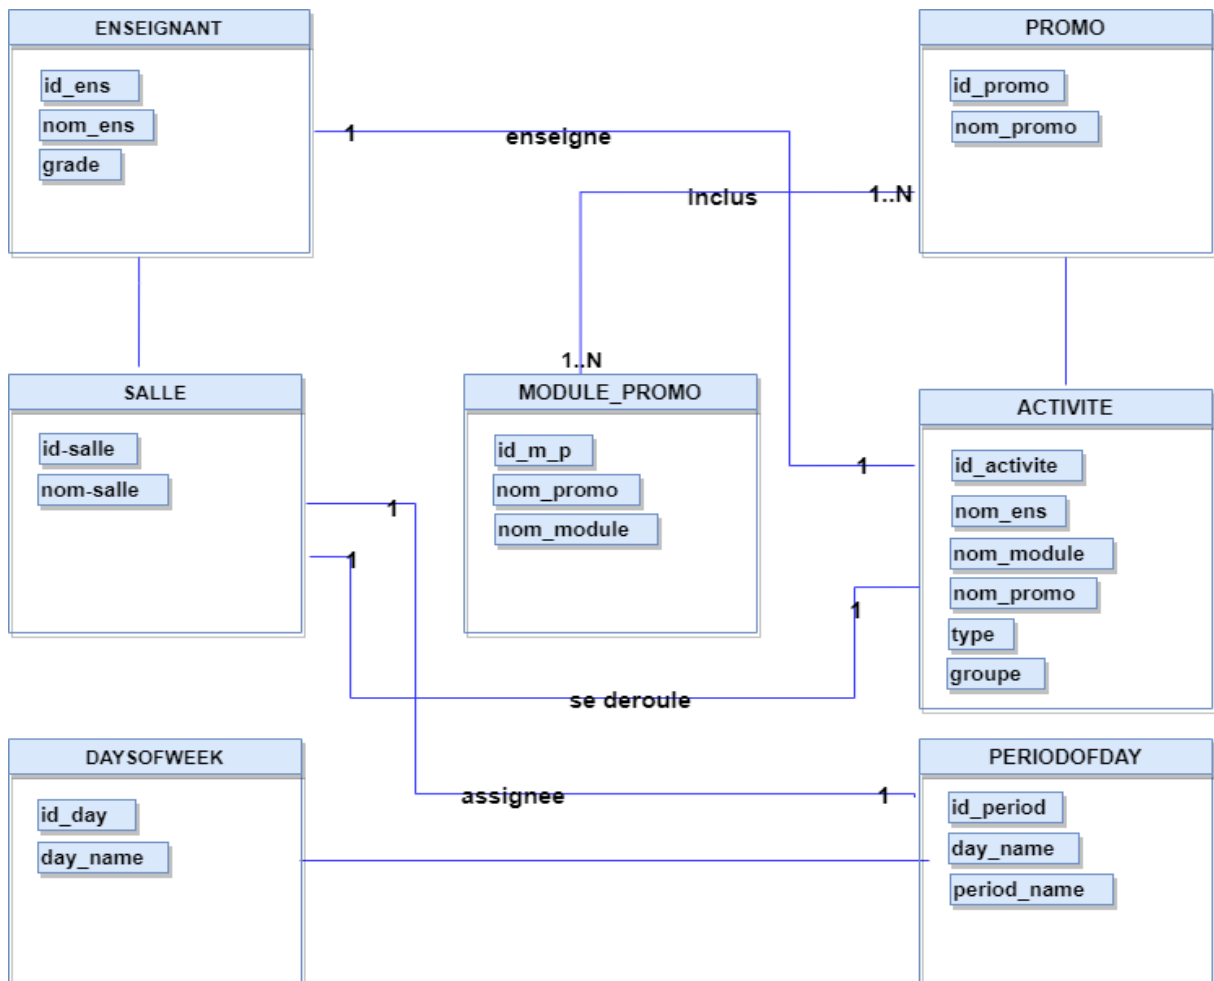 ENSEIGNANT
id_ens
nom_ens
grade
PROMO
id_promo
nom_promo
1
enseigne
inclus
1..N
1..N
SALLE
id-salle
nom-salle
MODULE_PROMO
id_m_p
nom_promo
nom_module
ACTIVITE
id_activite
nom_ens
nom_module
nom_promo
type
groupe
1
1
1
1
se deroule
assignee
1
DAYSOFWEEK
id_day
day_name
PERIODOFDAY
id_period
day_name
period_name